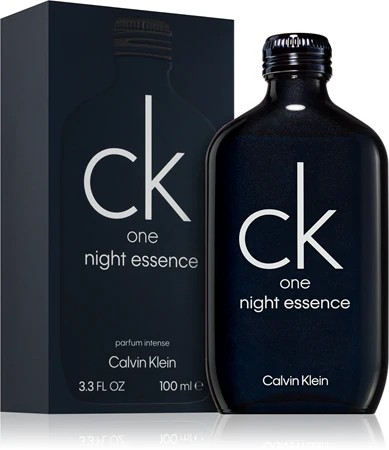 ck
one
night essence
parfum intense
Calvin Klein
3.3 FL OZ 100 ml ℮
ck
one
night essence
Calvin Klein